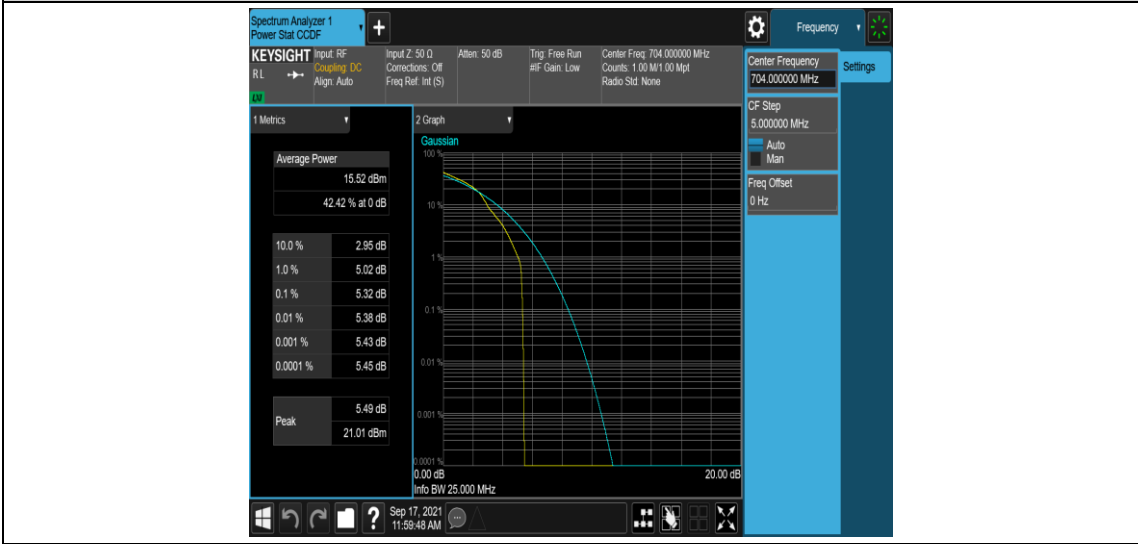 Spectrum Analyzer 1
Power Stat CCDF
+
Frequency
KEYSIGHT
RL
LXI
Input: RF
Coupling: DC
Align: Auto
Input Z: 50 Ω
Corrections: Off
Freq Ref: Int (S)
Atten: 50 dB
Trig: Free Run
#IF Gain: Low
Center Freq: 704.000000 MHz
Counts: 1.00 M/1.00 Mpt
Radio Std: None
Center Frequency
704.000000 MHz
Settings
CF Step
5.000000 MHz
Auto
Man
Freq Offset
0 Hz
1 Metrics
Average Power
15.52 dBm
42.42 % at 0 dB
10.0 % 2.95 dB
1.0 % 5.02 dB
0.1 % 5.32 dB
0.01 % 5.38 dB
0.001 % 5.43 dB
0.0001 % 5.45 dB
Peak
5.49 dB
21.01 dBm
2 Graph
Gaussian
100 %
10 %
1 %
0.1 %
0.01 %
0.001 %
0.0001 %
0.00 dB
20.00 dB
Info BW 25.000 MHz
?
Sep 17, 2021
11:59:48 AM